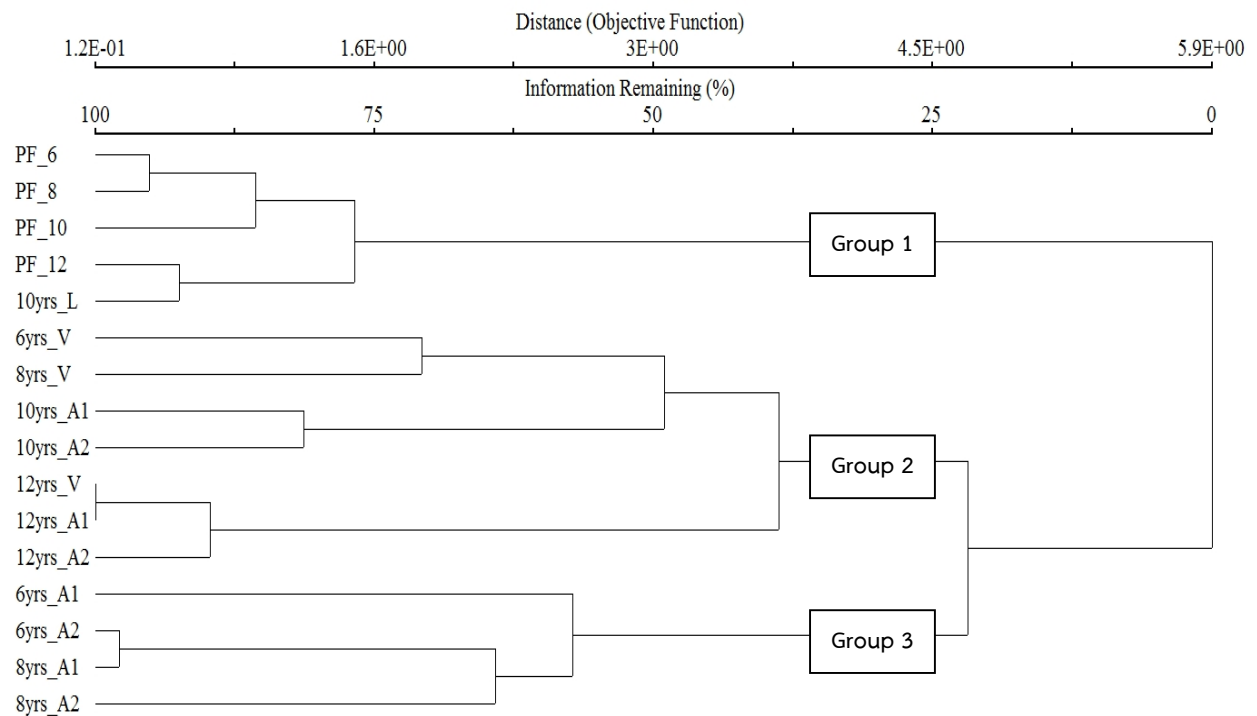 Distance (Objective Function)
1.2E-01 1.6E+00 3E+00 4.5E+00 5.9E+00
Information Remaining (%)
100 75 50 25 0
PF_6
PF_8
PF_10
Group 1
PF_12
10yrs_L
6yrs_V
8yrs_V
10yrs_A1
10yrs_A2
Group 2
12yrs_V
12yrs_A1
12yrs_A2
6yrs_A1
6yrs_A2
Group 3
8yrs_A1
8yrs_A2